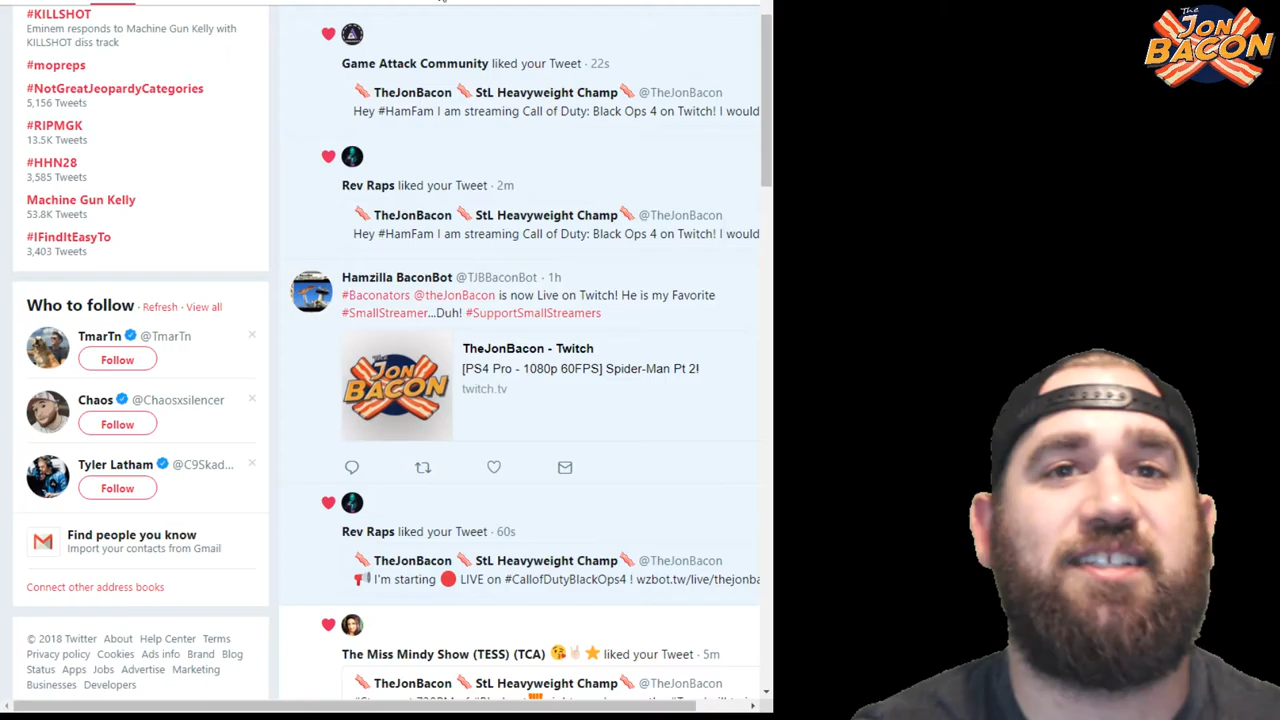 #KILLSHOT
Eminem responds to Machine Gun Kelly with
KILLSHOT diss track
#mopreps
#NotGreatJeopardyCategories
5,156 Tweets
#RIPMGK
13.5K Tweets
#HHN28
3,585 Tweets
Machine Gun Kelly
53.8K Tweets
#IFindItEasyTo
3,403 Tweets
Who to follow · Refresh · View all
TmarTn @TmarTn
Follow
Chaos @Chaosxsilencer
Follow
Tyler Latham @C9Skad...
Follow
Find people you know
Import your contacts from Gmail
Connect other address books
© 2018 Twitter About Help Center Terms
Privacy policy Cookies Ads info Brand Blog
Status Apps Jobs Advertise Marketing
Businesses Developers
Game Attack Community liked your Tweet · 22s
TheJonBacon StL Heavyweight Champ @TheJonBacon
Hey #HamFam I am streaming Call of Duty: Black Ops 4 on Twitch! I would
Rev Raps liked your Tweet · 2m
TheJonBacon StL Heavyweight Champ @TheJonBacon
Hey #HamFam I am streaming Call of Duty: Black Ops 4 on Twitch! I would
Hamzilla BaconBot @TJBBaconBot · 1h
#Baconators @theJonBacon is now Live on Twitch! He is my Favorite
#SmallStreamer...Duh! #SupportSmallStreamers
The
JON
BACON
TheJonBacon - Twitch
[PS4 Pro - 1080p 60FPS] Spider-Man Pt 2!
twitch.tv
Rev Raps liked your Tweet · 60s
TheJonBacon StL Heavyweight Champ @TheJonBacon
I'm starting LIVE on #CallofDutyBlackOps4 ! wzbot.tw/live/thejonba
The Miss Mindy Show (TESS) (TCA) liked your Tweet · 5m
TheJonBacon StL Heavyweight Champ @TheJonBacon
The
JON
BACON